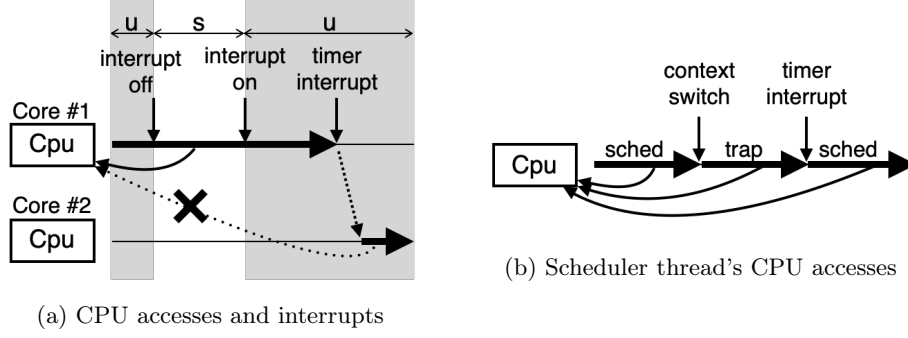 u s u
interrupt off
interrupt on
timer interrupt
Core #1
Cpu
Core #2
Cpu
(a) CPU accesses and interrupts
context switch
timer interrupt
sched trap sched
Cpu
(b) Scheduler thread's CPU accesses